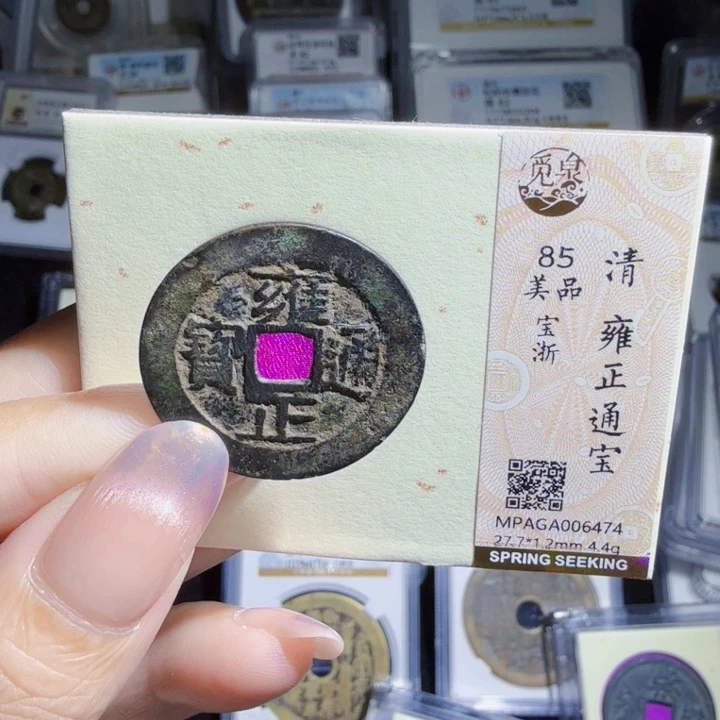 雍
正
通
寶
觅泉
85
美品
宝浙
清 雍正通宝
MPAGA006474
27.7*1.2mm 4.4g
SPRING SEEKING